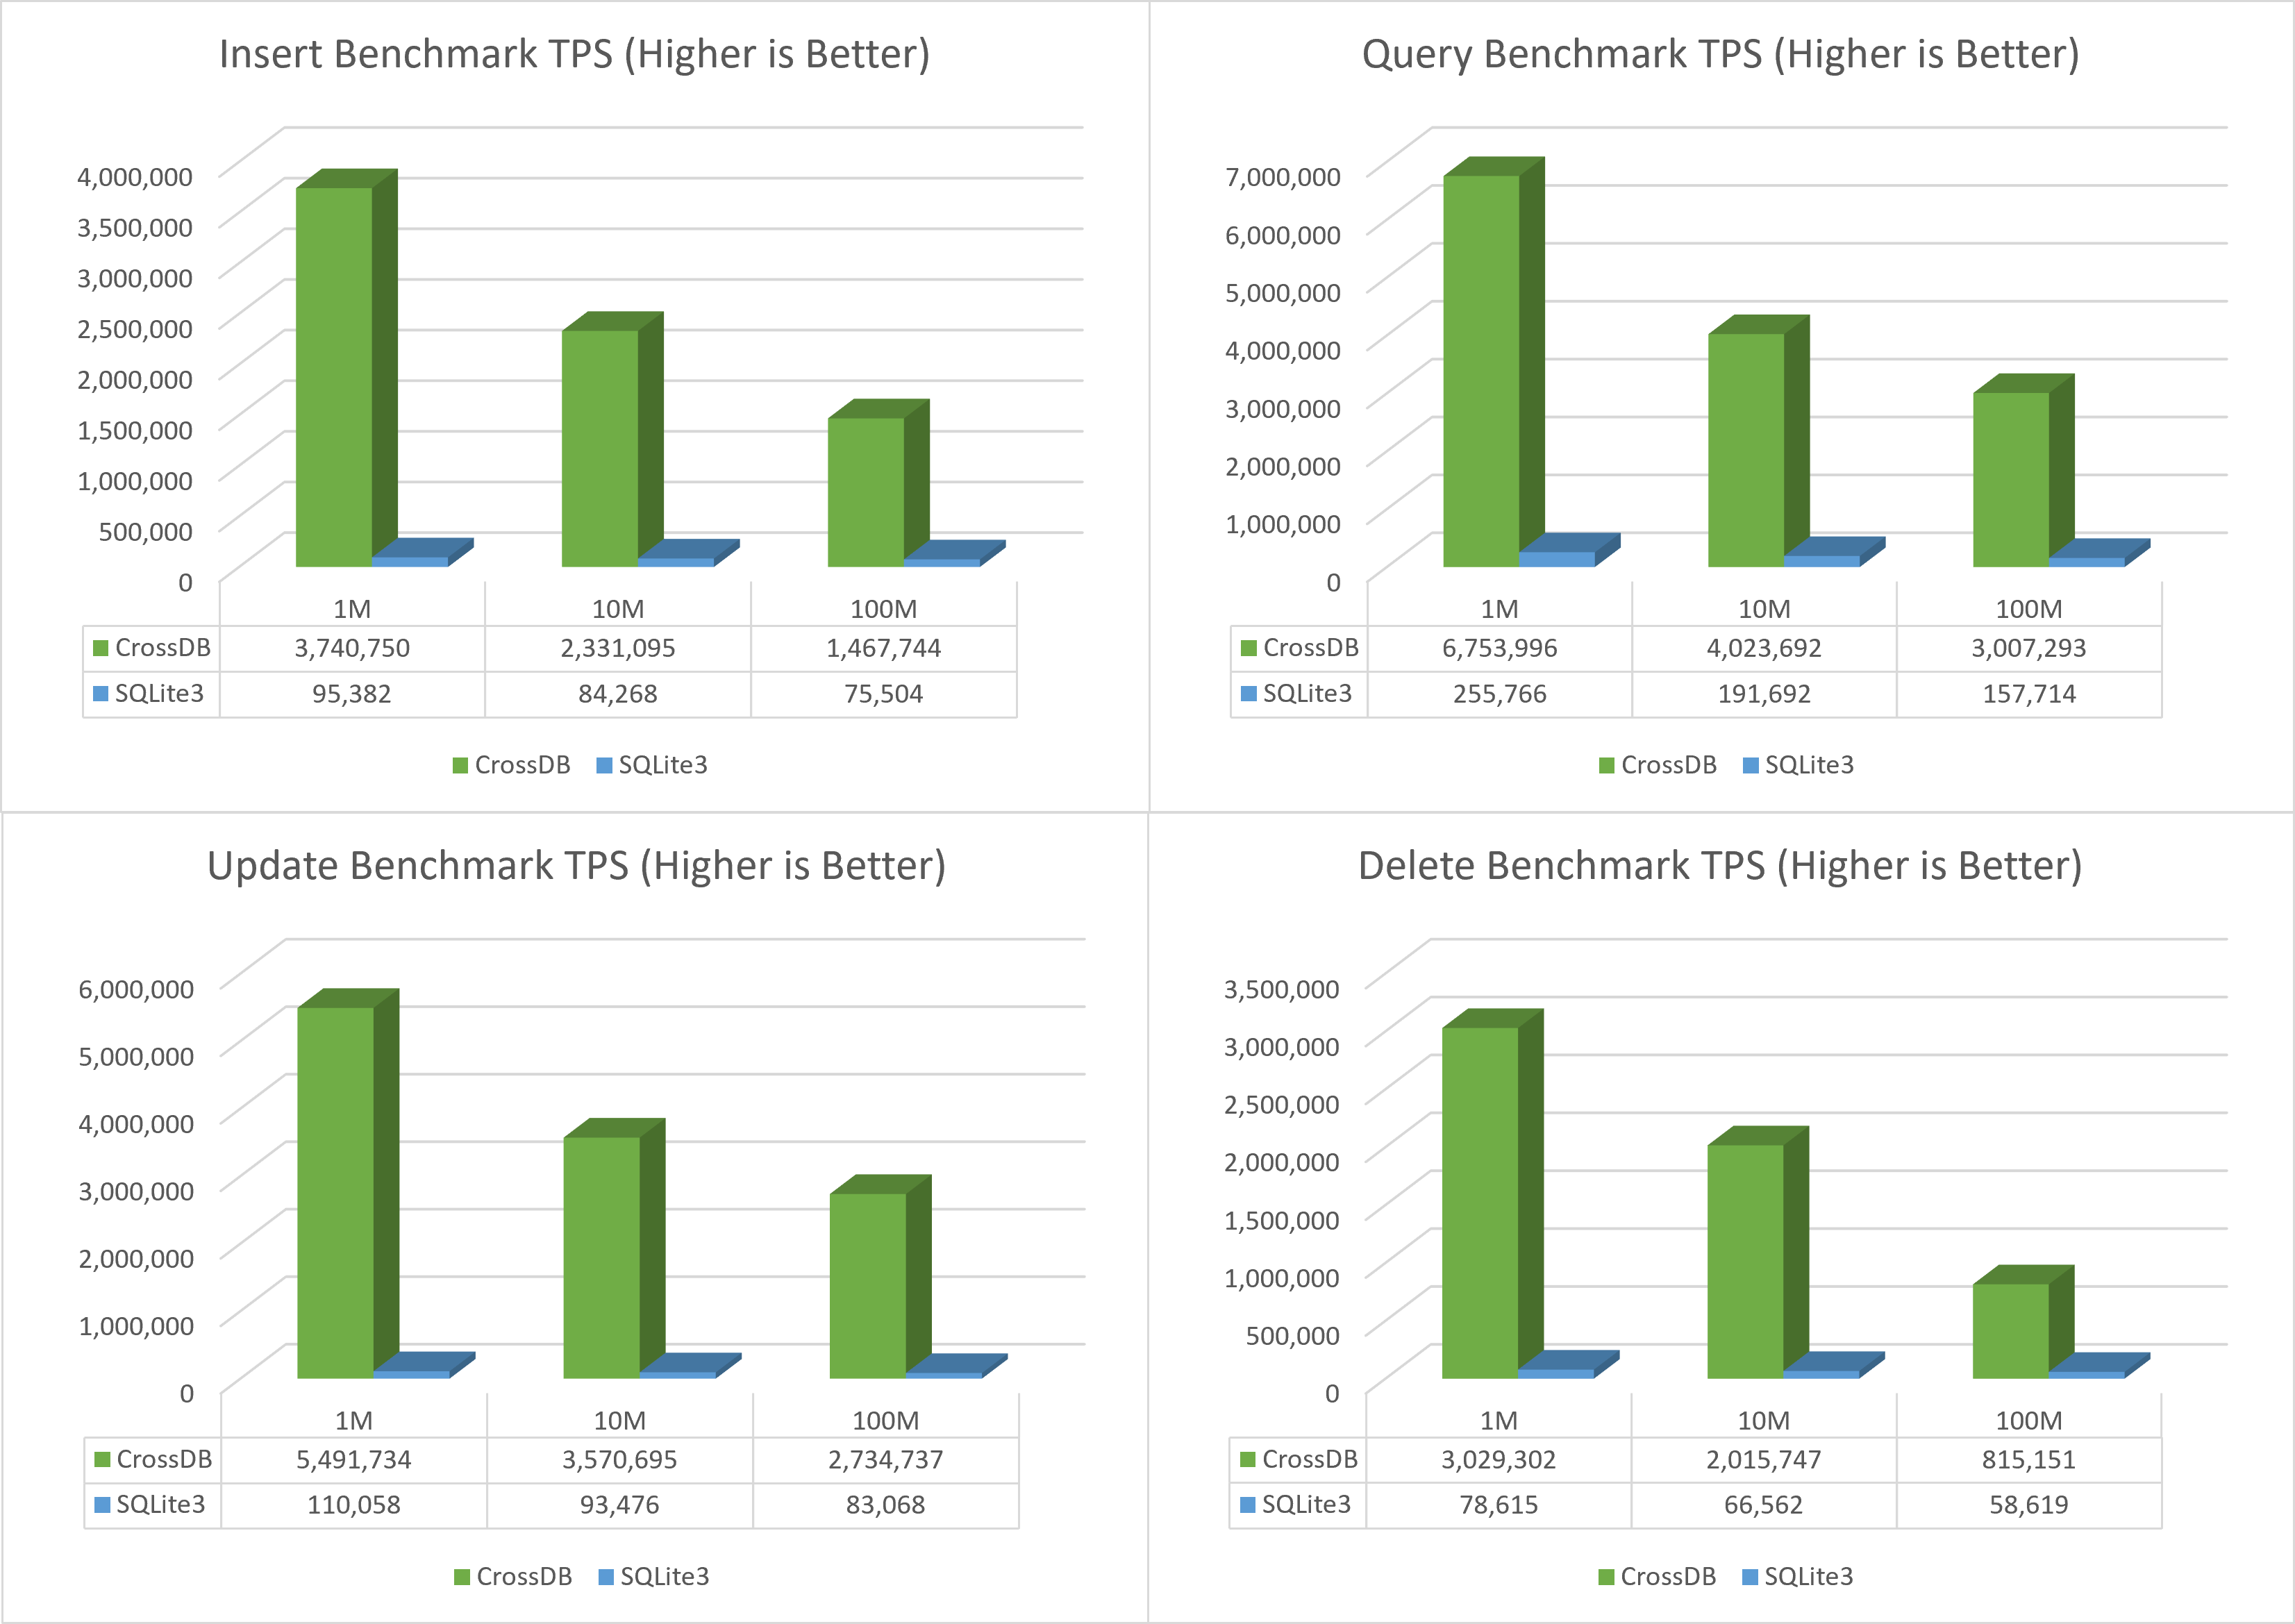 Insert Benchmark TPS (Higher is Better)
4,000,000
3,500,000
3,000,000
2,500,000
2,000,000
1,500,000
1,000,000
500,000
0
1M 10M 100M
CrossDB 3,740,750 2,331,095 1,467,744
SQLite3 95,382 84,268 75,504
CrossDB SQLite3
Query Benchmark TPS (Higher is Better)
7,000,000
6,000,000
5,000,000
4,000,000
3,000,000
2,000,000
1,000,000
0
1M 10M 100M
CrossDB 6,753,996 4,023,692 3,007,293
SQLite3 255,766 191,692 157,714
CrossDB SQLite3
Update Benchmark TPS (Higher is Better)
6,000,000
5,000,000
4,000,000
3,000,000
2,000,000
1,000,000
0
1M 10M 100M
CrossDB 5,491,734 3,570,695 2,734,737
SQLite3 110,058 93,476 83,068
CrossDB SQLite3
Delete Benchmark TPS (Higher is Better)
3,500,000
3,000,000
2,500,000
2,000,000
1,500,000
1,000,000
500,000
0
1M 10M 100M
CrossDB 3,029,302 2,015,747 815,151
SQLite3 78,615 66,562 58,619
CrossDB SQLite3